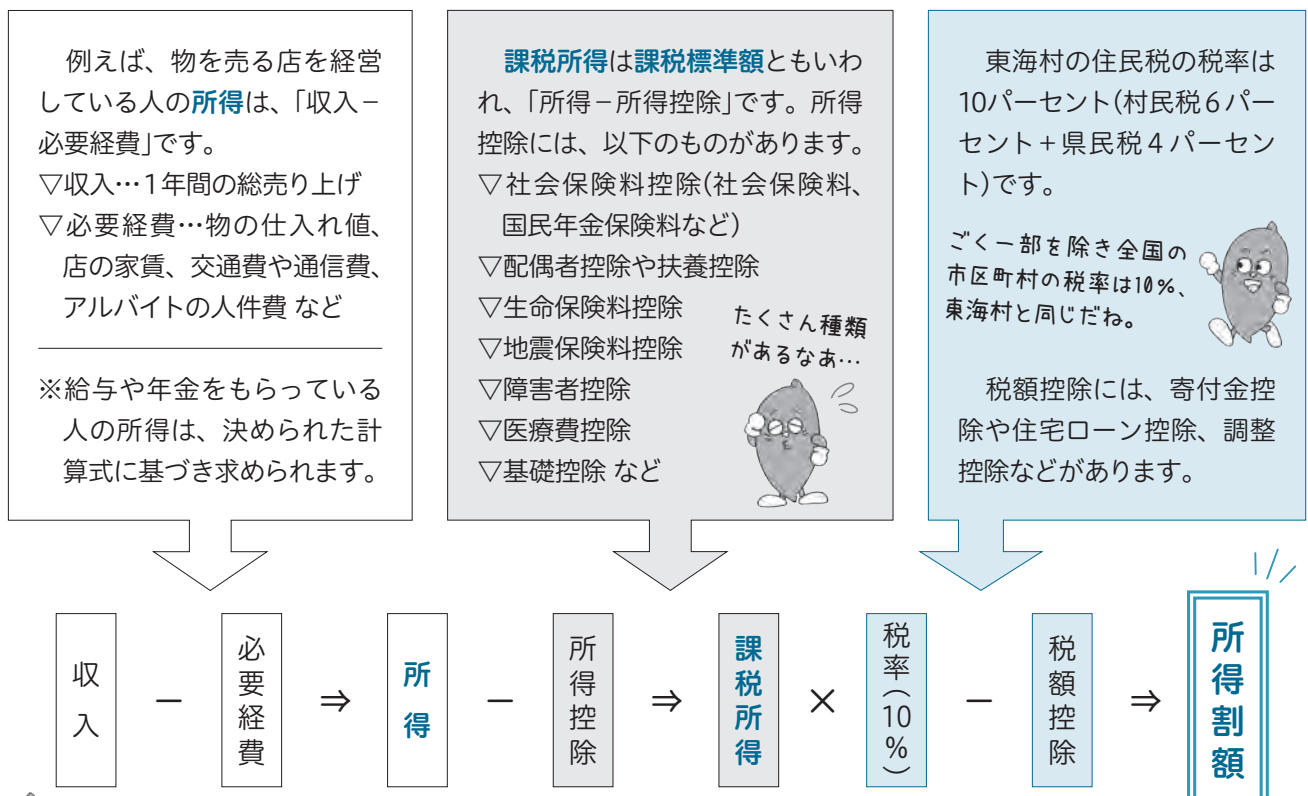 例えば、物を売る店を経営
している人の所得は、「収入−
必要経費」です。
▽収入…1年間の総売り上げ
▽必要経費…物の仕入れ値、
店の家賃、交通費や通信費、
アルバイトの人件費 など
※給与や年金をもらっている
人の所得は、決められた計
算式に基づき求められます。
課税所得は課税標準額ともいわ
れ、「所得−所得控除」です。所得
控除には、以下のものがあります。
▽社会保険料控除(社会保険料、
国民年金保険料など)
▽配偶者控除や扶養控除
▽生命保険料控除
▽地震保険料控除
▽障害者控除
▽医療費控除
▽基礎控除 など
たくさん種類
があるなあ…
東海村の住民税の税率は
10パーセント(村民税6パー
セント+県民税4パーセン
ト)です。
ごく一部を除き全国の
市区町村の税率は10%、
東海村と同じだね。
税額控除には、寄付金控
除や住宅ローン控除、調整
控除などがあります。
収入 − 必要経費 ⇒ 所得 − 所得控除 ⇒ 課税所得 × 税率(10%) − 税額控除 ⇒ 所得割額